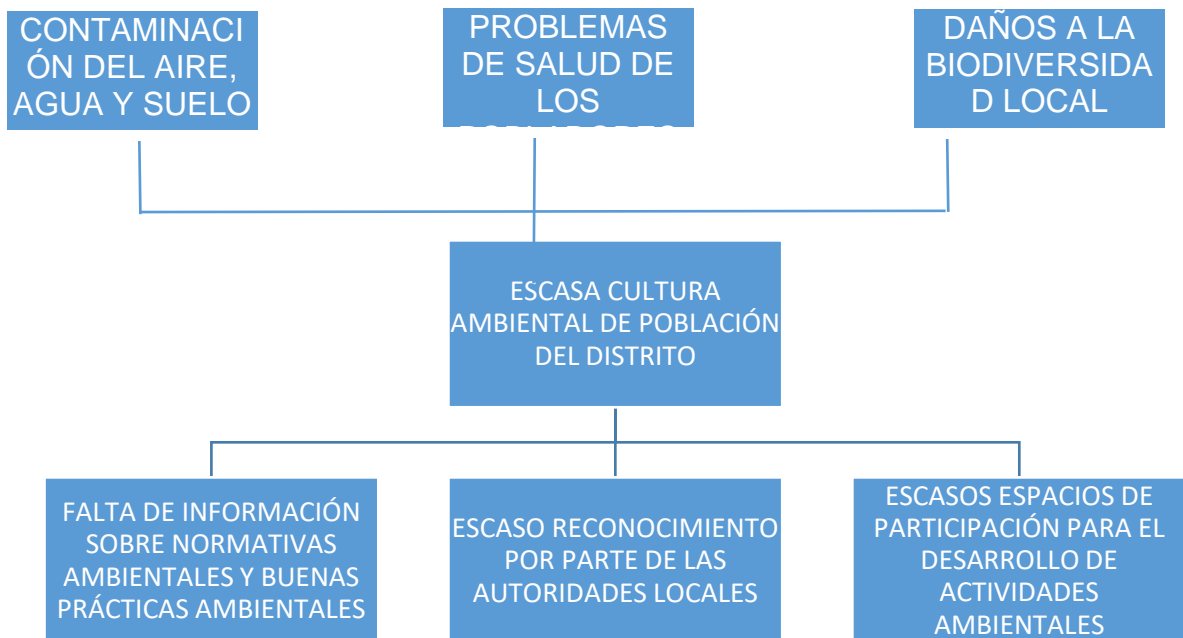 CONTAMINACI
ÓN DEL AIRE,
AGUA Y SUELO
PROBLEMAS
DE SALUD DE
LOS
DAÑOS A LA
BIODIVERSIDA
D LOCAL
ESCASA CULTURA
AMBIENTAL DE POBLACIÓN
DEL DISTRITO
FALTA DE INFORMACIÓN
SOBRE NORMATIVAS
AMBIENTALES Y BUENAS
PRÁCTICAS AMBIENTALES
ESCASO RECONOCIMIENTO
POR PARTE DE LAS
AUTORIDADES LOCALES
ESCASOS ESPACIOS DE
PARTICIPACIÓN PARA EL
DESARROLLO DE
ACTIVIDADES
AMBIENTALES